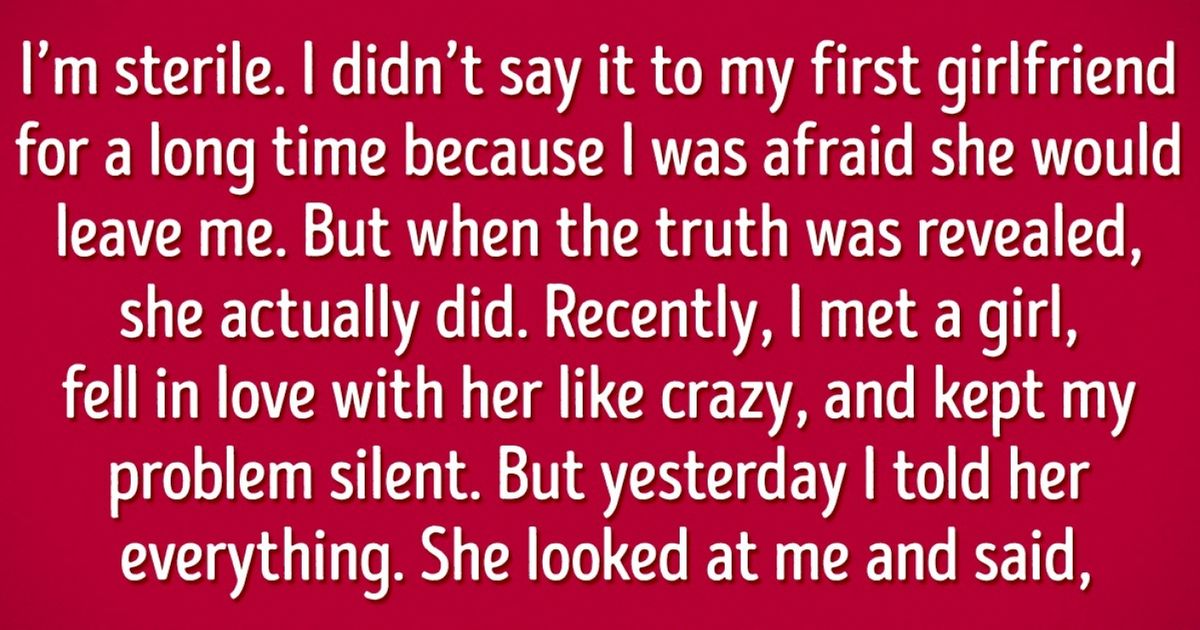 I’m sterile. I didn’t say it to my first girlfriend
for a long time because I was afraid she would
leave me. But when the truth was revealed,
she actually did. Recently, I met a girl,
fell in love with her like crazy, and kept my
problem silent. But yesterday I told her
everything. She looked at me and said,